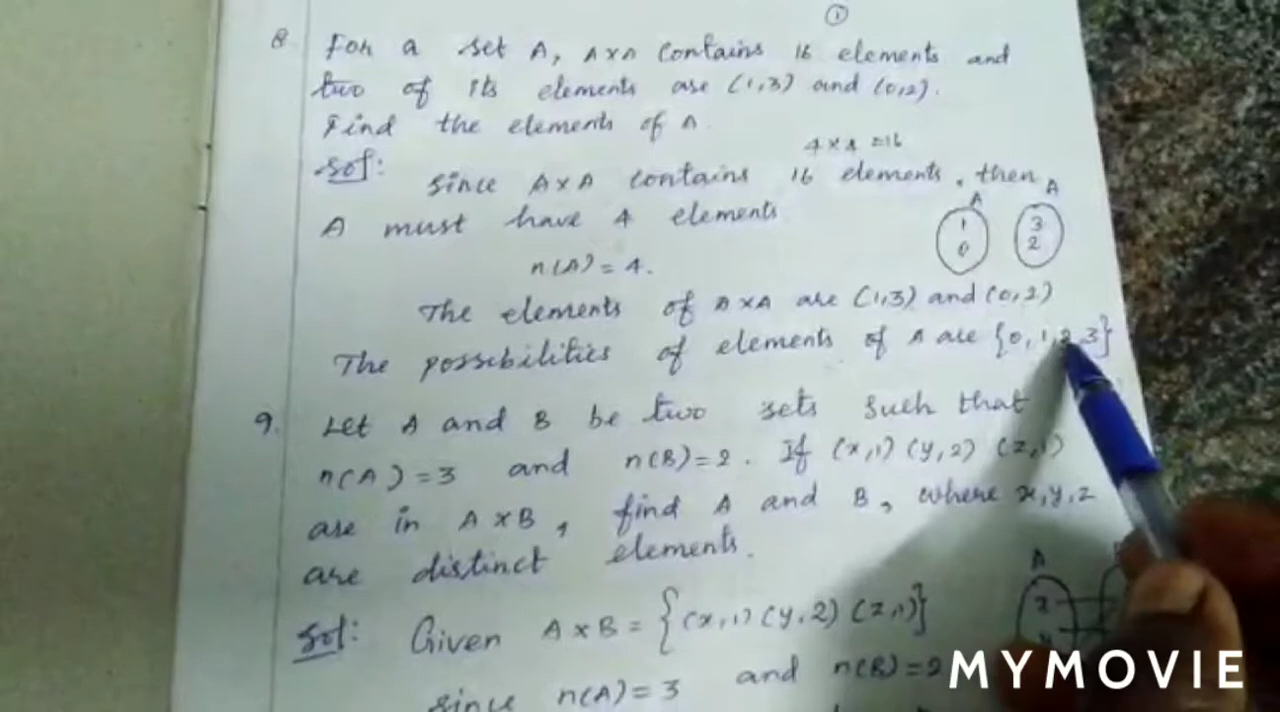 ①
8. For a set A, A×A contains 16 elements and
two of its elements are (1,3) and (0,2).
Find the elements of A.
4 × 4 = 16
Sol: Since A×A contains 16 elements, then
A must have 4 elements
A
1
0
A
3
2
n(A) = 4.
The elements of A×A are (1,3) and (0,2)
The possibilities of elements of A are {0,1,2,3}
9. Let A and B be two sets such that
n(A) = 3 and n(B) = 2. If (x,1) (y,2) (z,1)
are in A×B, find A and B, where x,y,z
are distinct elements.
Sol: Given A×B = {(x,1) (y,2) (z,1)}
A
x
y
since n(A) = 3 and n(B) = 2
MYMOVIE